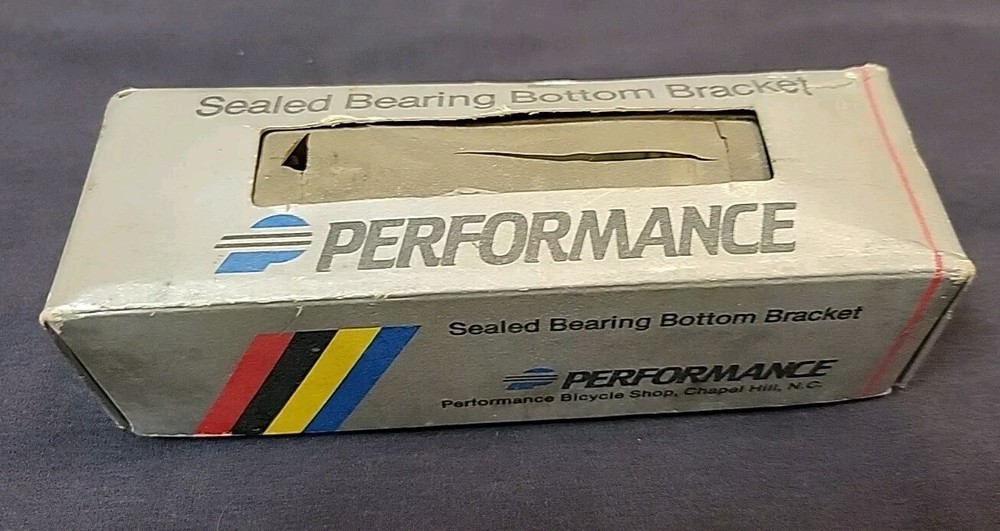 Sealed Bearing Bottom Bracket
PERFORMANCE
Sealed Bearing Bottom Bracket
PERFORMANCE
Performance Bicycle Shop, Chapel Hill, N.C.